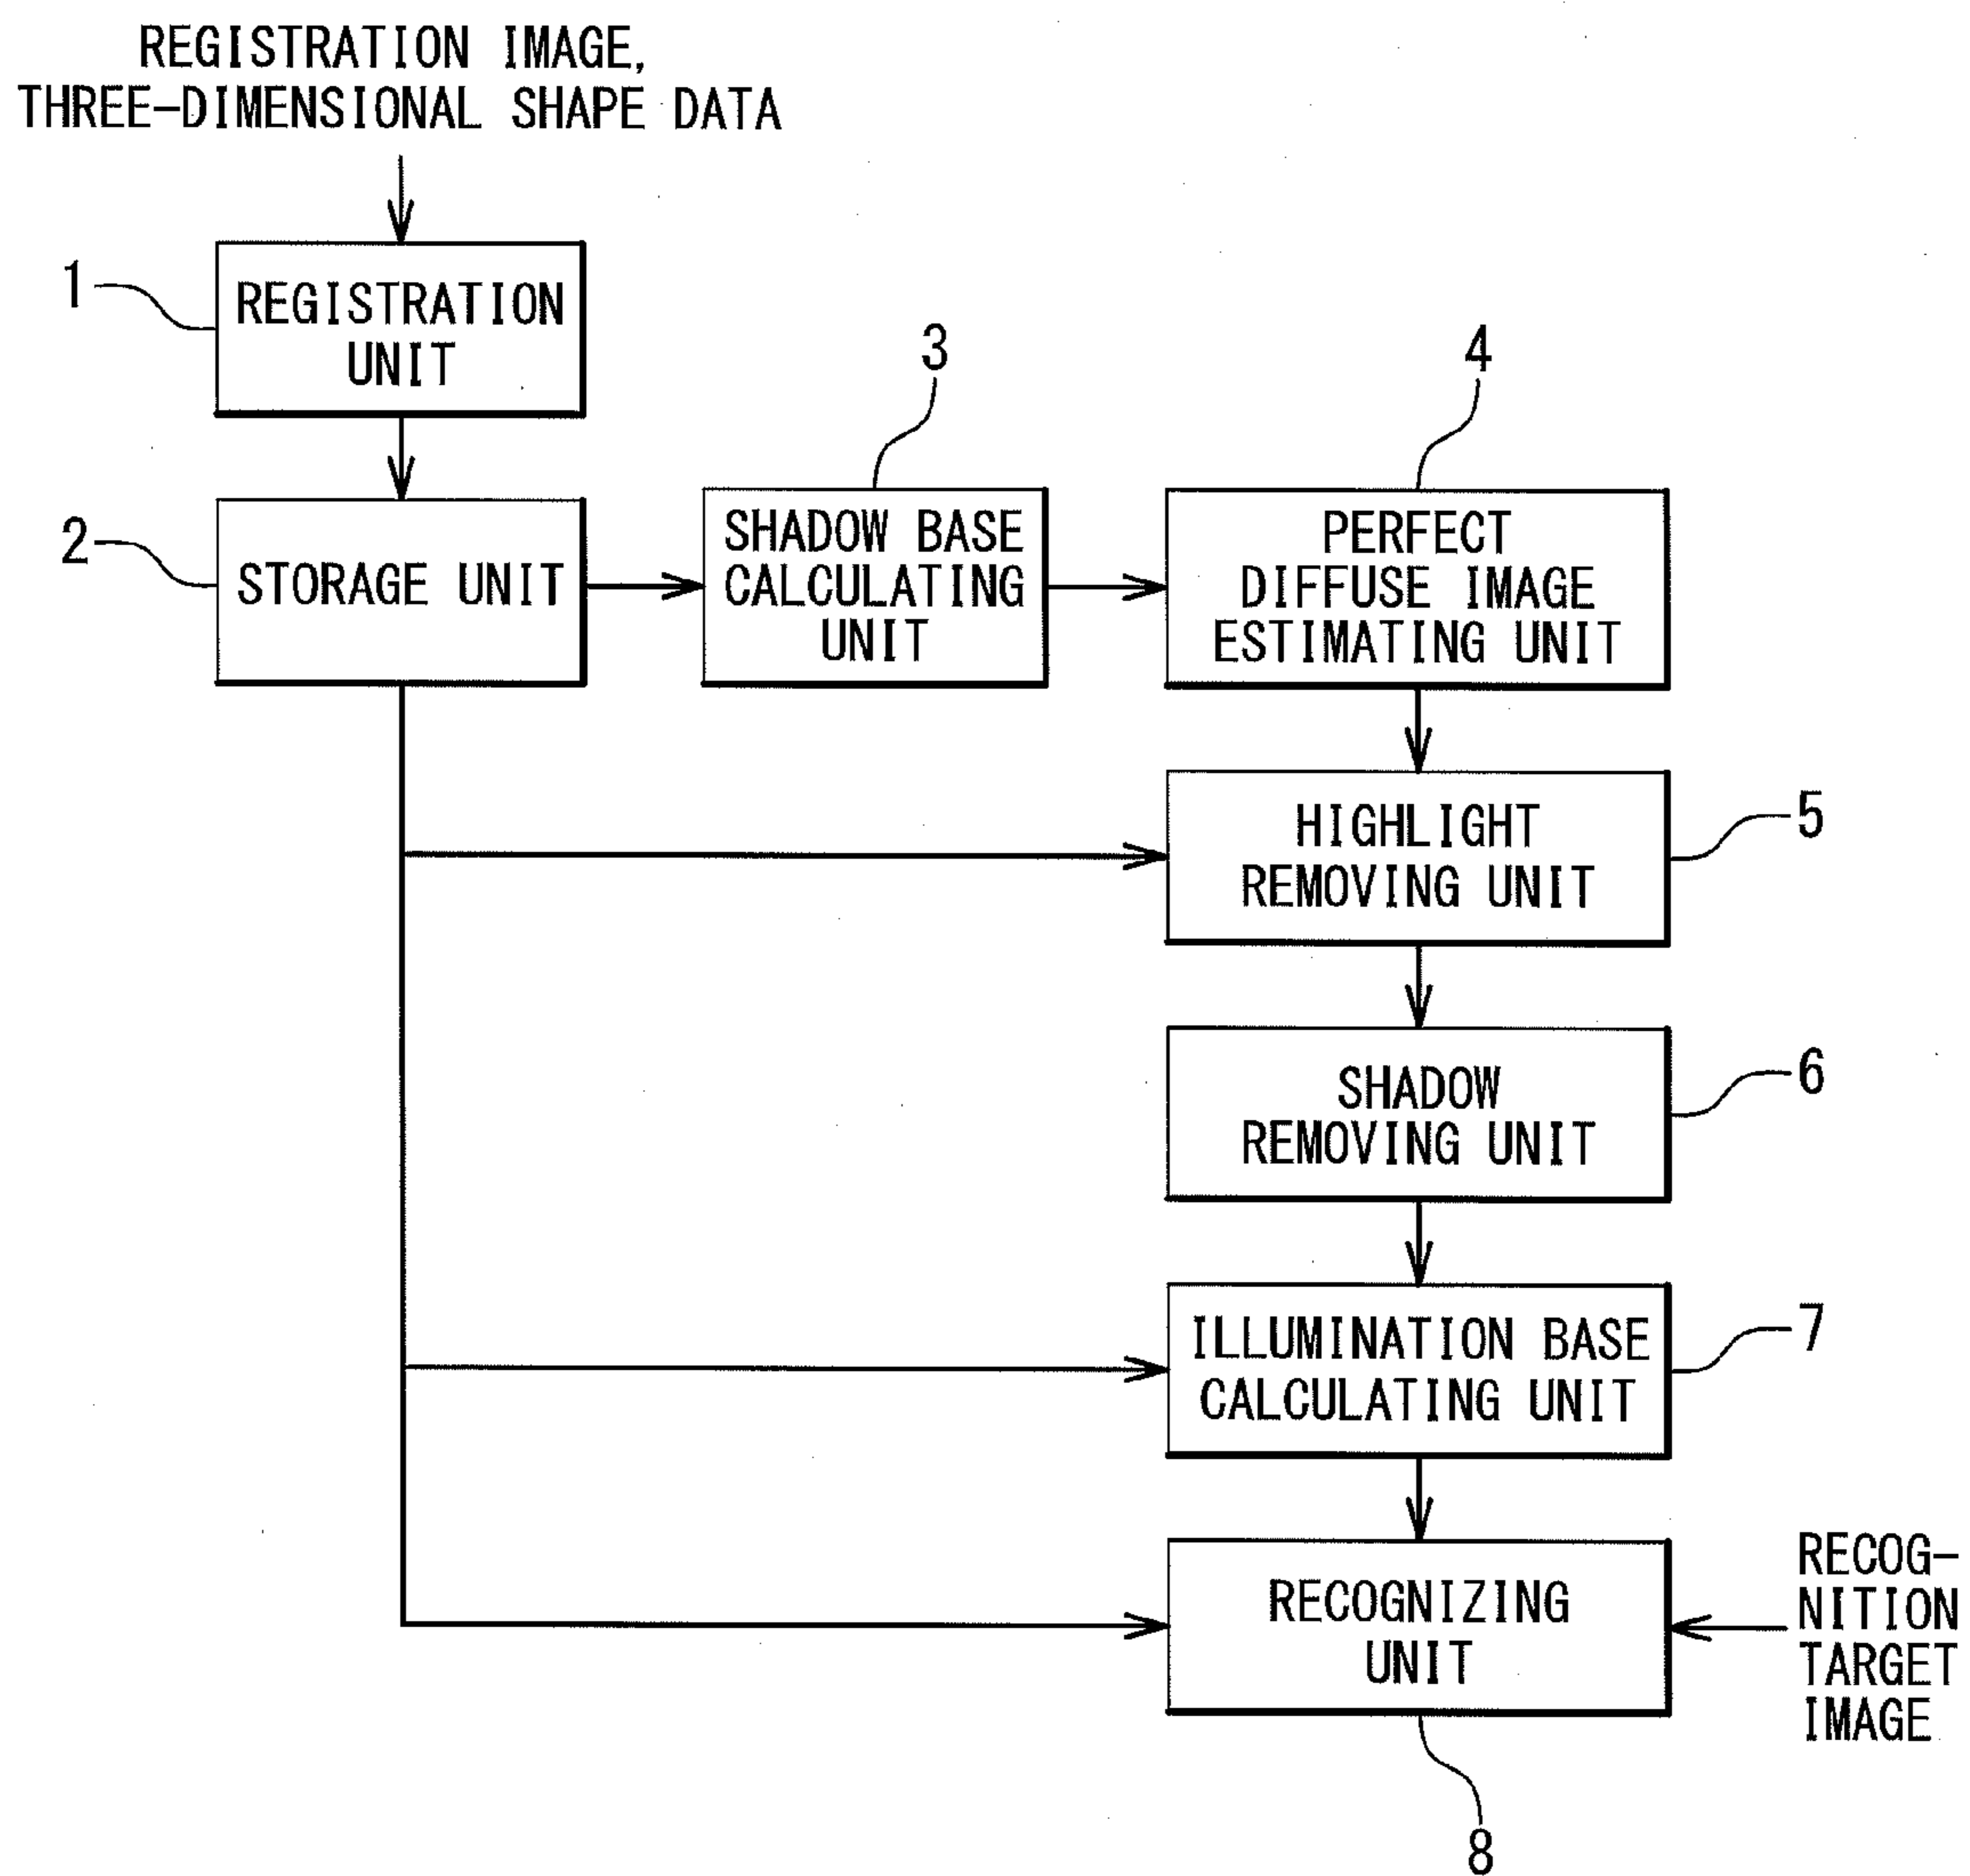 REGISTRATION IMAGE,
THREE-DIMENSIONAL SHAPE DATA
1
REGISTRATION
UNIT
2
STORAGE UNIT
3
SHADOW BASE
CALCULATING
UNIT
4
PERFECT
DIFFUSE IMAGE
ESTIMATING UNIT
HIGHLIGHT
REMOVING UNIT
5
SHADOW
REMOVING UNIT
6
ILLUMINATION BASE
CALCULATING UNIT
7
RECOGNIZING
UNIT
8
RECOG-
NITION
TARGET
IMAGE